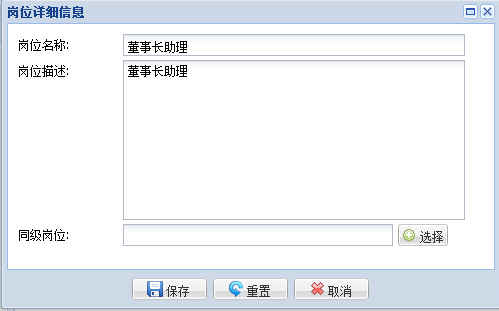 岗位详细信息
岗位名称: 董事长助理
岗位描述: 董事长助理
同级岗位: 选择
保存 重置 取消